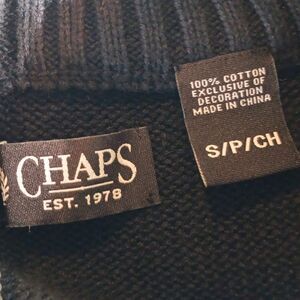 CHAPS
EST. 1978
100% COTTON
EXCLUSIVE OF
DECORATION
MADE IN CHINA
S/P/CH